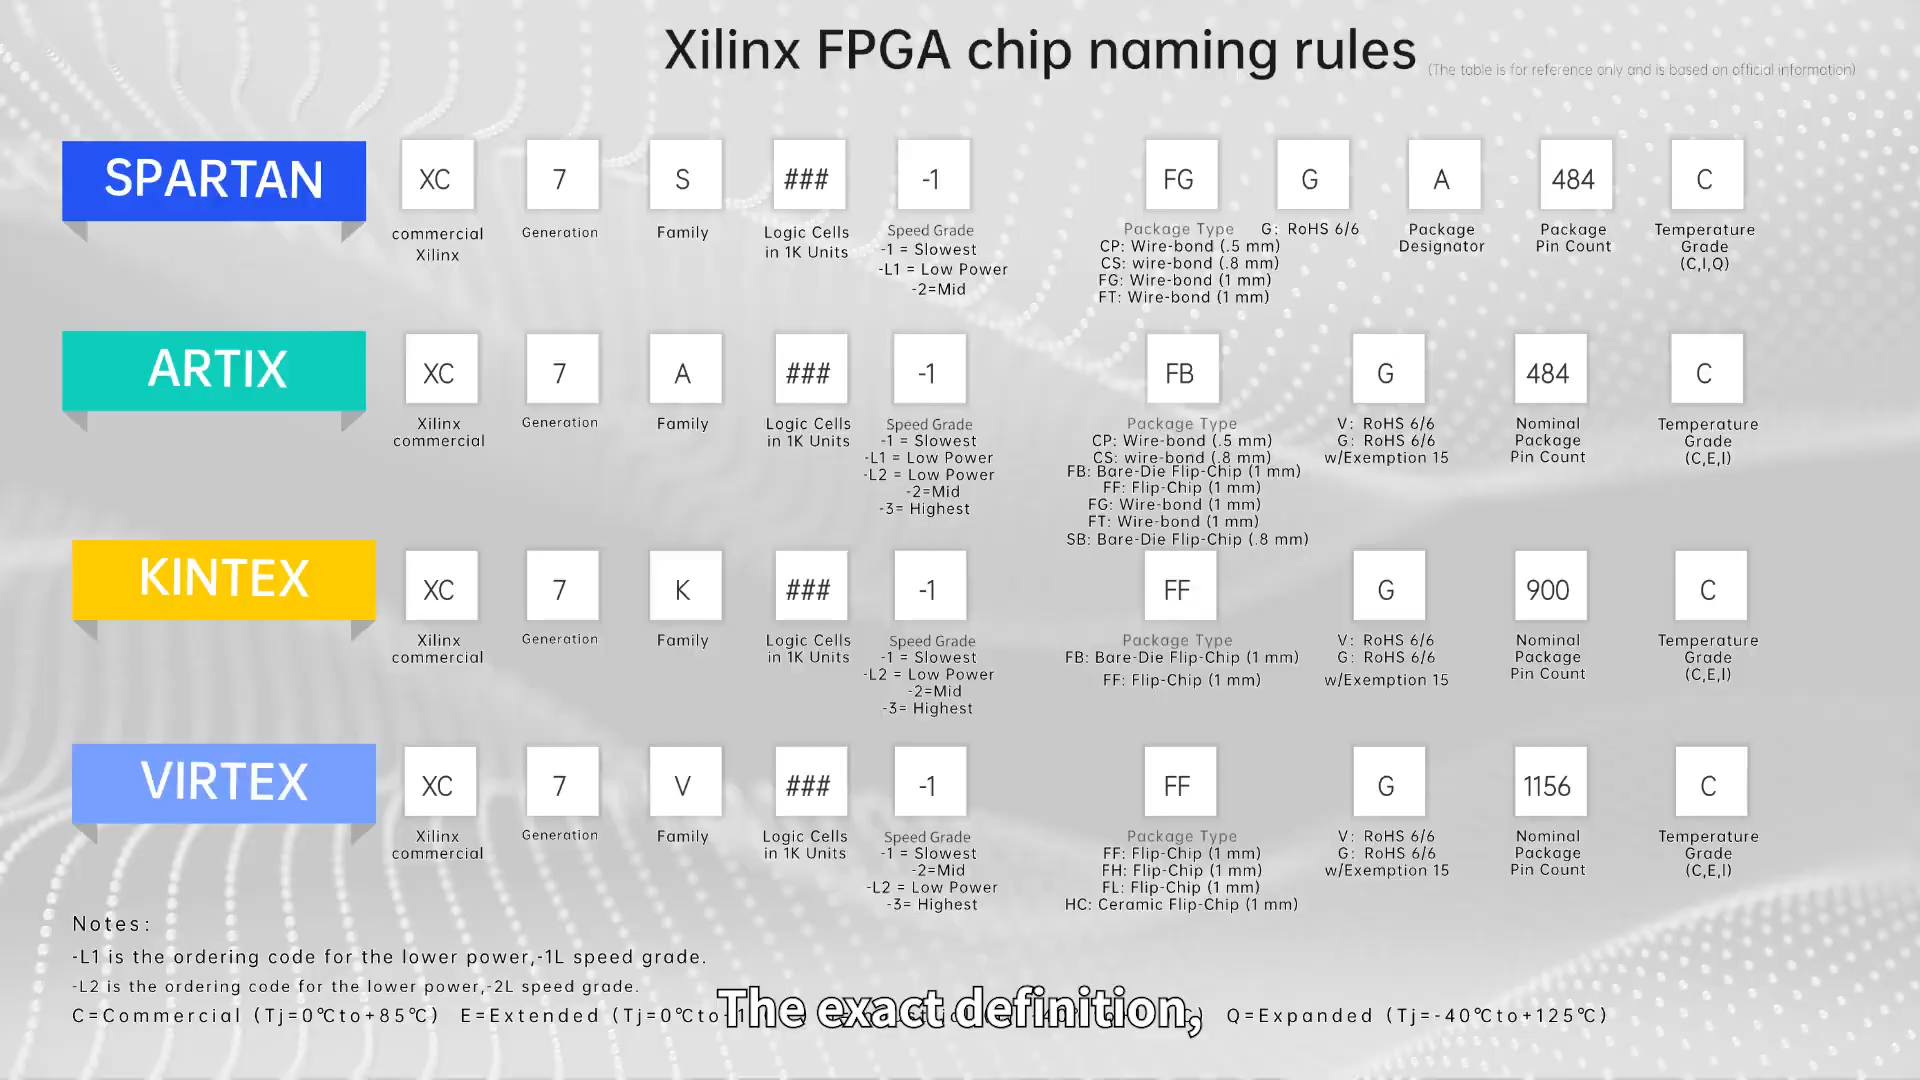 Xilinx FPGA chip naming rules
(The table is for reference only and is based on official information)
SPARTAN
XC 7 S ### -1 FG G A 484 C
commercial Xilinx
Generation
Family
Logic Cells in 1K Units
Speed Grade
-1 = Slowest
-L1 = Low Power
-2=Mid
Package Type
CP: Wire-bond (.5 mm)
CS: wire-bond (.8 mm)
FG: Wire-bond (1 mm)
FT: Wire-bond (1 mm)
G: RoHS 6/6
Package Designator
Package Pin Count
Temperature Grade (C,I,Q)
ARTIX
XC 7 A ### -1 FB G 484 C
Xilinx commercial
Generation
Family
Logic Cells in 1K Units
Speed Grade
-1 = Slowest
-L1 = Low Power
-L2 = Low Power
-2=Mid
-3= Highest
Package Type
CP: Wire-bond (.5 mm)
CS: wire-bond (.8 mm)
FB: Bare-Die Flip-Chip (1 mm)
FF: Flip-Chip (1 mm)
FG: Wire-bond (1 mm)
FT: Wire-bond (1 mm)
SB: Bare-Die Flip-Chip (.8 mm)
V: RoHS 6/6
G: RoHS 6/6
w/Exemption 15
Nominal Package Pin Count
Temperature Grade (C,E,I)
KINTEX
XC 7 K ### -1 FF G 900 C
Xilinx commercial
Generation
Family
Logic Cells in 1K Units
Speed Grade
-1 = Slowest
-L2 = Low Power
-2=Mid
-3= Highest
Package Type
FB: Bare-Die Flip-Chip (1 mm)
FF: Flip-Chip (1 mm)
V: RoHS 6/6
G: RoHS 6/6
w/Exemption 15
Nominal Package Pin Count
Temperature Grade (C,E,I)
VIRTEX
XC 7 V ### -1 FF G 1156 C
Xilinx commercial
Generation
Family
Logic Cells in 1K Units
Speed Grade
-1 = Slowest
-2=Mid
-L2 = Low Power
-3= Highest
Package Type
FF: Flip-Chip (1 mm)
FH: Flip-Chip (1 mm)
FL: Flip-Chip (1 mm)
HC: Ceramic Flip-Chip (1 mm)
V: RoHS 6/6
G: RoHS 6/6
w/Exemption 15
Nominal Package Pin Count
Temperature Grade (C,E,I)
Notes:
-L1 is the ordering code for the lower power,-1L speed grade.
-L2 is the ordering code for the lower power,-2L speed grade.
C=Commercial (Tj=0℃to+85℃) E=Extended (Tj=0℃to Q=Expanded (Tj=-40℃to+125℃)
The exact definition,